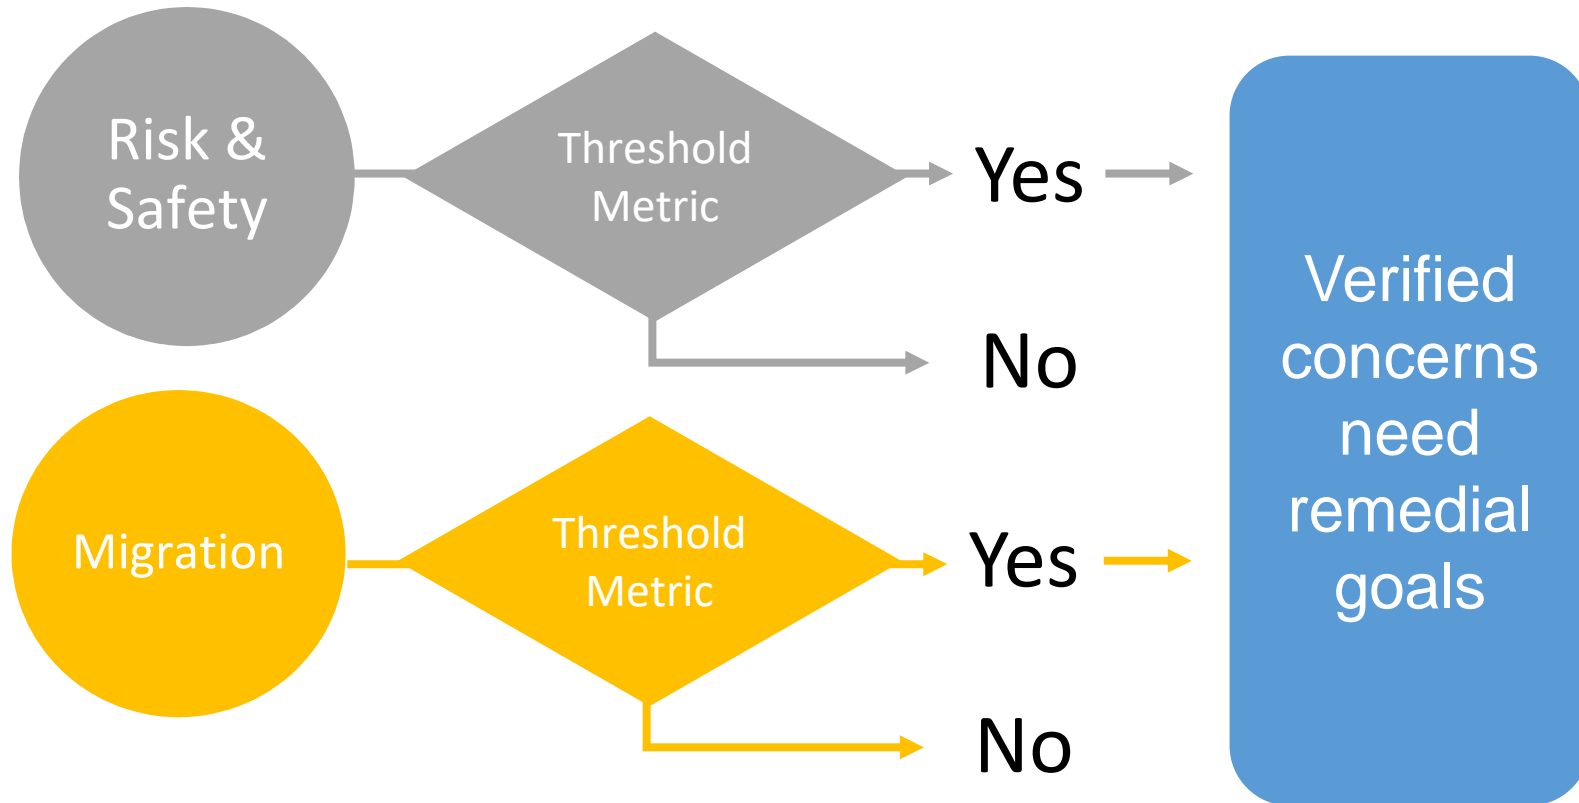 Risk &
Safety
Threshold
Metric
Yes
No
Migration
Threshold
Metric
Yes
No
Verified
concerns
need
remedial
goals